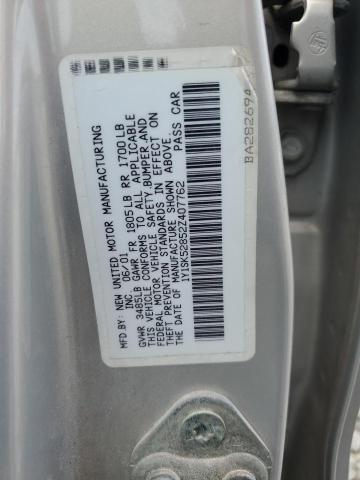 MFD.BY: NEW UNITED MOTOR MANUFACTURING
INC. 06/01
GVWR 3485LB GAWR FR 1805LB RR 1700LB
THIS VEHICLE CONFORMS TO ALL APPLICABLE
FEDERAL MOTOR VEHICLE SAFETY,BUMPER,AND
THEFT PREVENTION STANDARDS IN EFFECT ON
THE DATE OF MANUFACTURE SHOWN ABOVE
1Y1SK52852Z407762 PASS CAR
BA282694